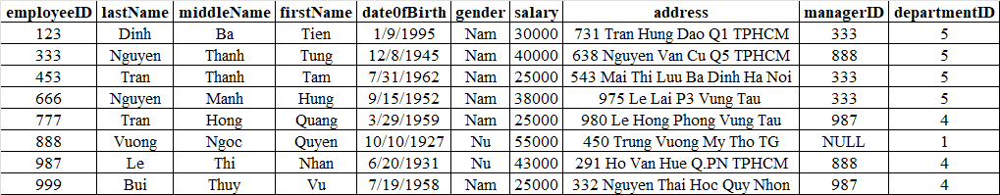 employeeID lastName middleName firstName dateOfBirth gender salary address managerID departmentID
123 Dinh Ba Tien 1/9/1995 Nam 30000 731 Tran Hung Dao Q1 TPHCM 333 5
333 Nguyen Thanh Tung 12/8/1945 Nam 40000 638 Nguyen Van Cu Q5 TPHCM 888 5
453 Tran Thanh Tam 7/31/1962 Nam 25000 543 Mai Thi Luu Ba Dinh Ha Noi 333 5
666 Nguyen Manh Hung 9/15/1952 Nam 38000 975 Le Lai P3 Vung Tau 333 5
777 Tran Hong Quang 3/29/1959 Nam 25000 980 Le Hong Phong Vung Tau 987 4
888 Vuong Ngoc Quyen 10/10/1927 Nu 55000 450 Trung Vuong My Tho TG NULL 1
987 Le Thi Nhan 6/20/1931 Nu 43000 291 Ho Van Hue Q.PN TPHCM 888 4
999 Bui Thuy Vu 7/19/1958 Nam 25000 332 Nguyen Thai Hoc Quy Nhon 987 4